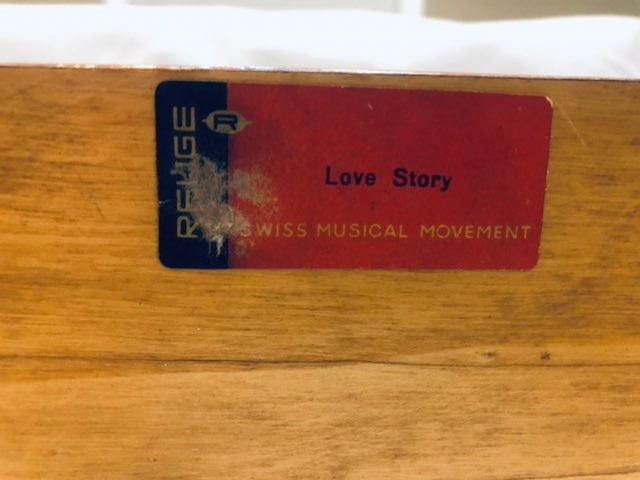 REUGE
R
Love Story
SWISS MUSICAL MOVEMENT